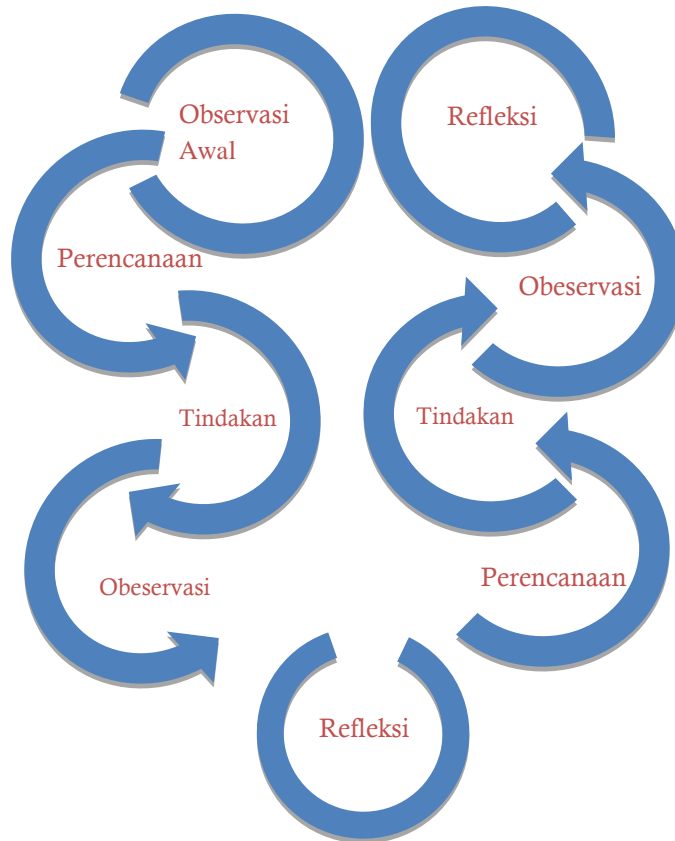 Observasi
Awal
Perencanaan
Tindakan
Obeservasi
Refleksi
Perencanaan
Tindakan
Obeservasi
Refleksi